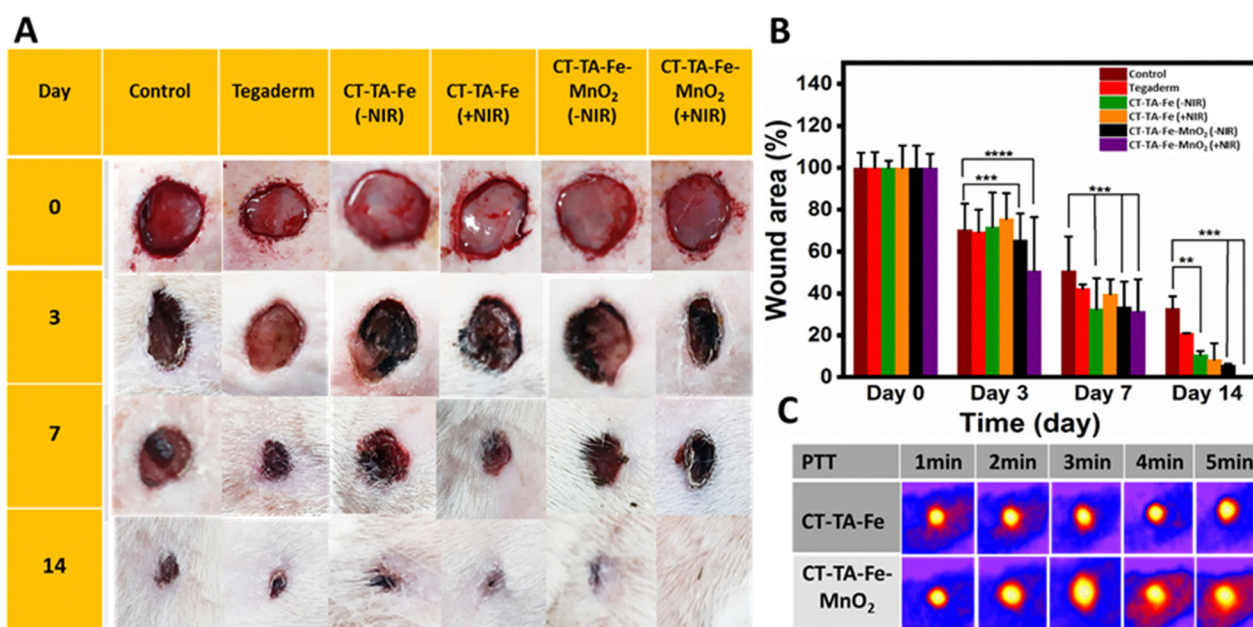 A
Day
Control
Tegaderm
CT-TA-Fe
(-NIR)
CT-TA-Fe
(+NIR)
CT-TA-Fe-
MnO₂
(-NIR)
CT-TA-Fe-
MnO₂
(+NIR)
0
3
7
14
B
Wound area (%)
140
120
100
80
60
40
20
0
Control
Tegaderm
CT-TA-Fe (-NIR)
CT-TA-Fe (+NIR)
CT-TA-Fe-MnO₂ (-NIR)
CT-TA-Fe-MnO₂ (+NIR)
****
***
***
***
**
Day 0
Day 3
Day 7
Day 14
Time (day)
C
PTT
1min
2min
3min
4min
5min
CT-TA-Fe
CT-TA-Fe-
MnO₂